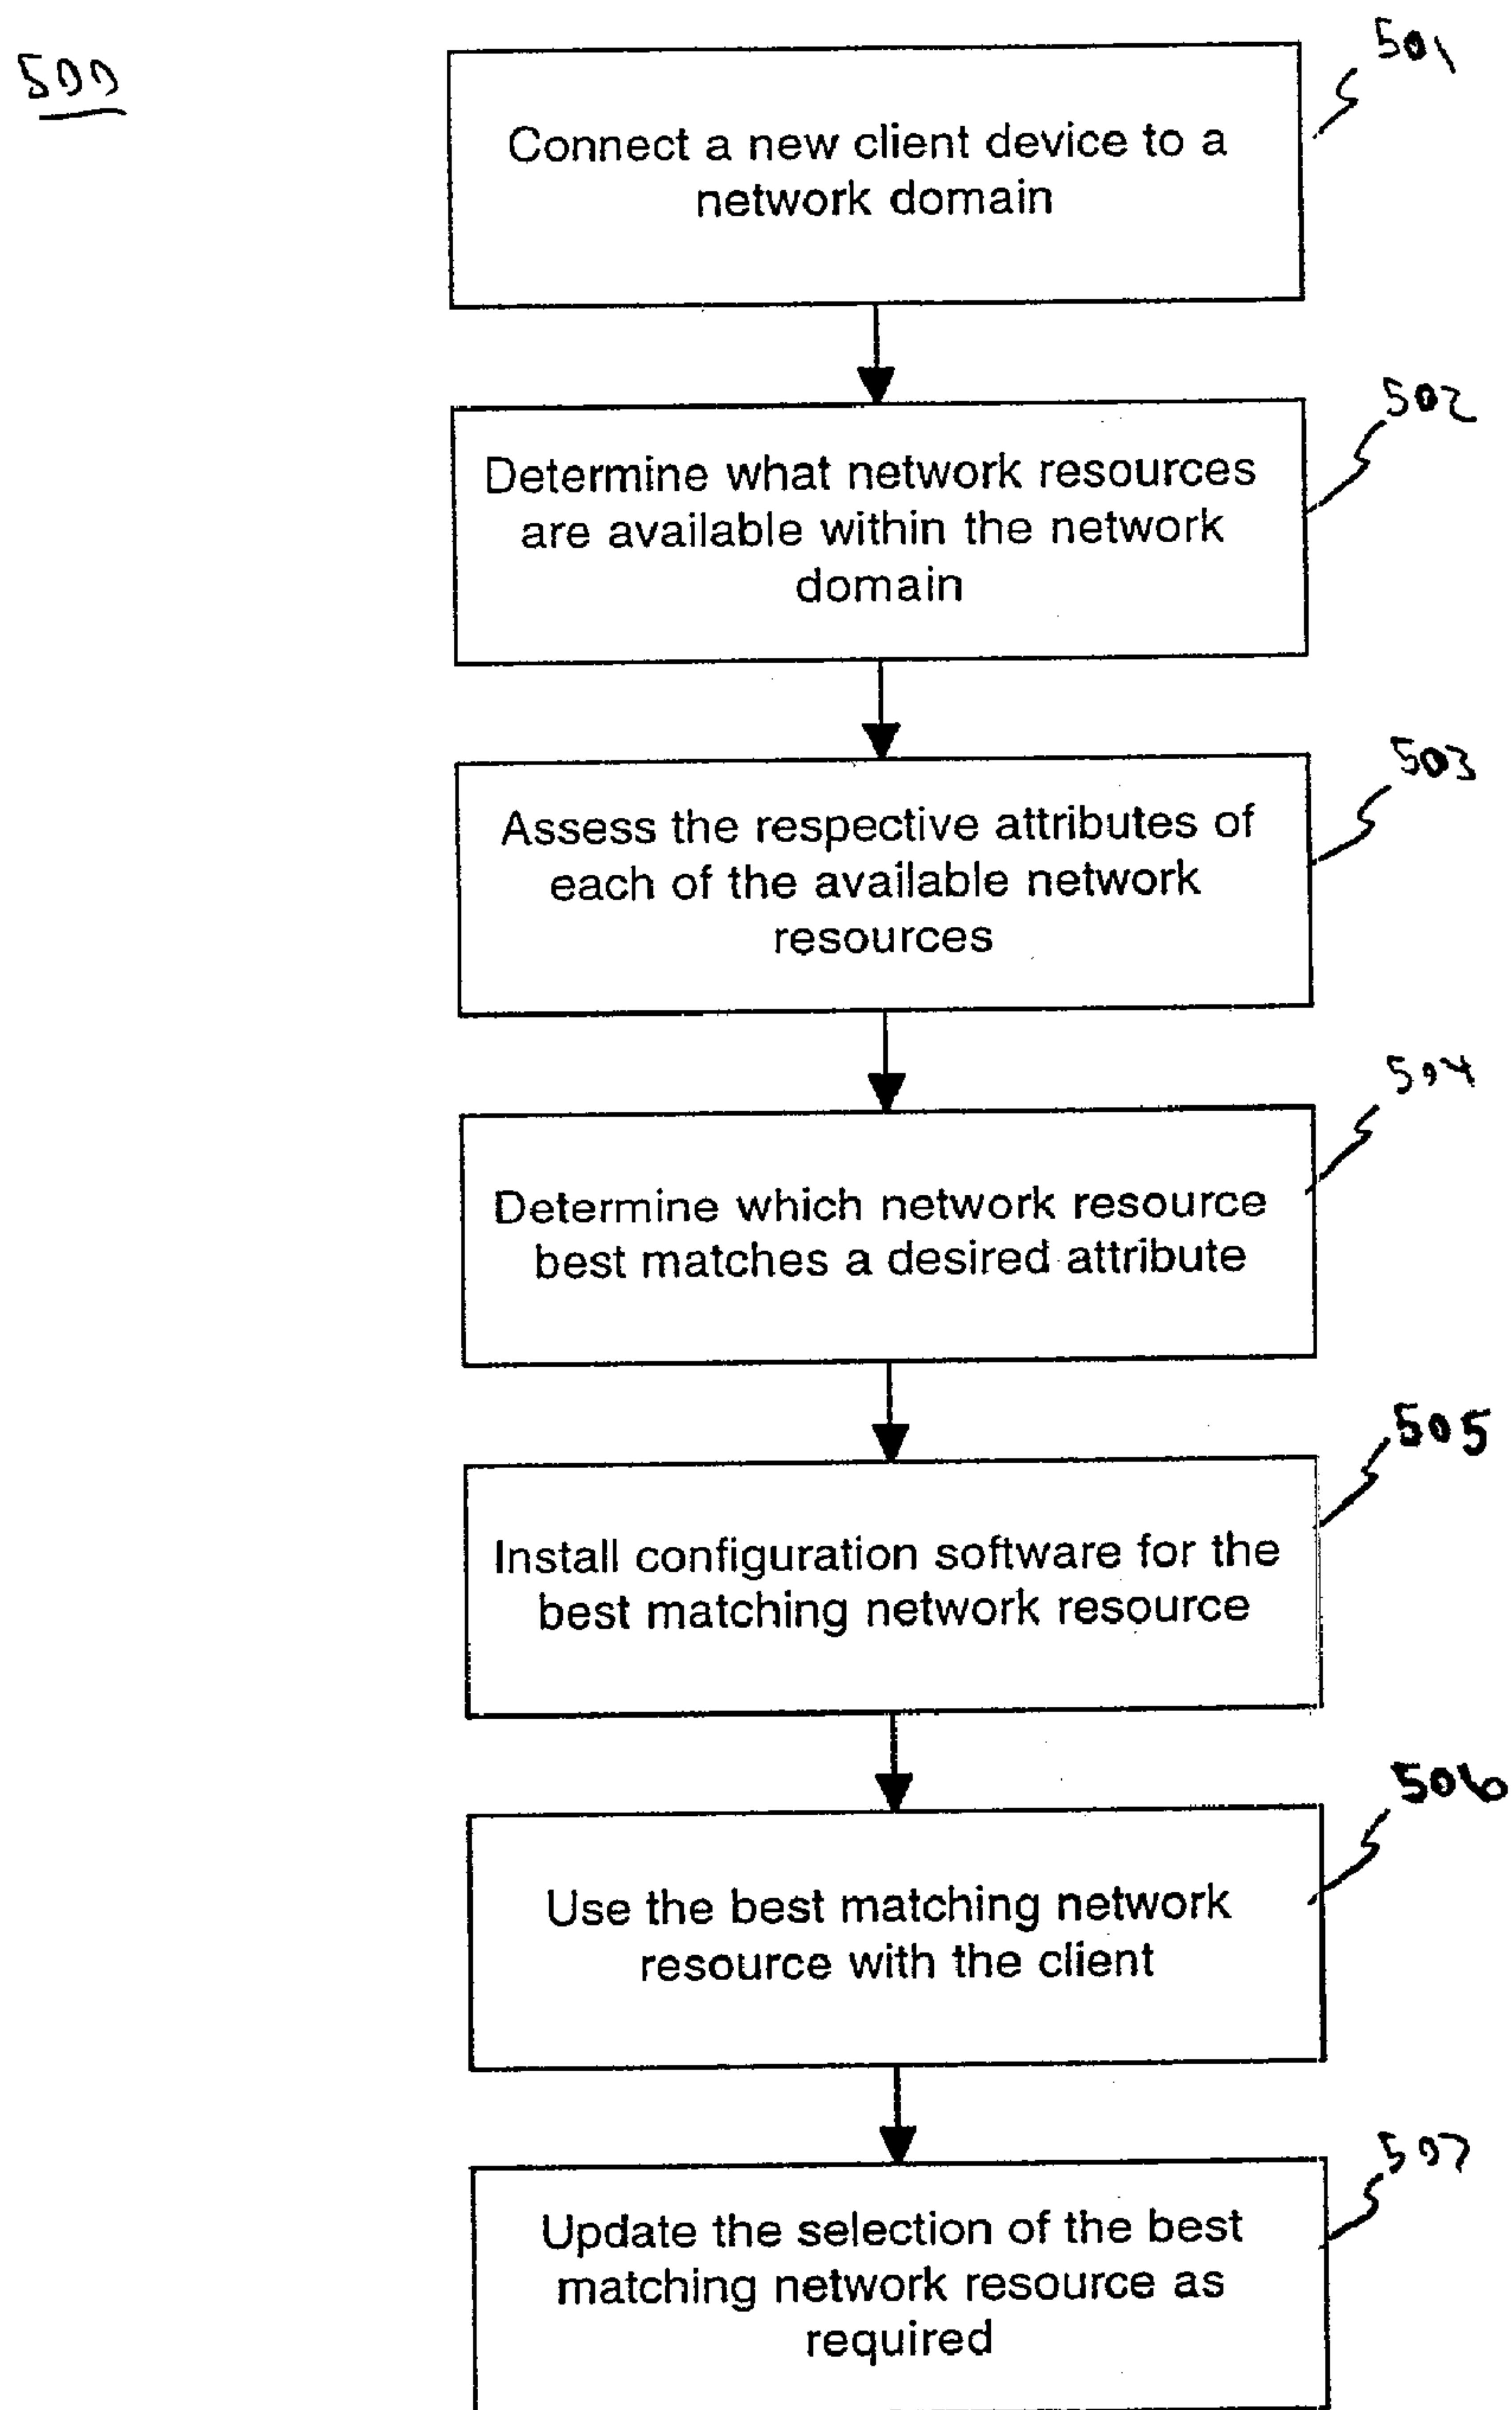 500
501
Connect a new client device to a
network domain
502
Determine what network resources
are available within the network
domain
503
Assess the respective attributes of
each of the available network
resources
504
Determine which network resource
best matches a desired attribute
505
Install configuration software for the
best matching network resource
506
Use the best matching network
resource with the client
507
Update the selection of the best
matching network resource as
required